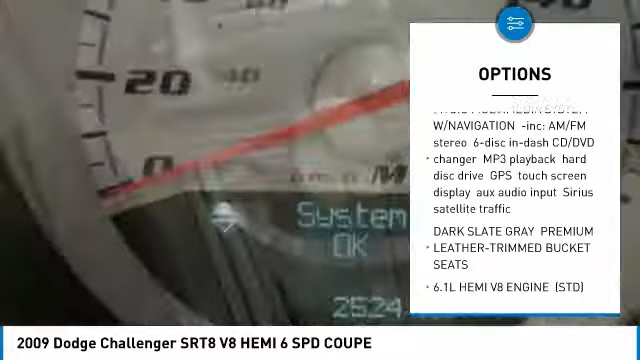 20
40
0
System
OK
2524
OPTIONS
W/NAVIGATION -inc: AM/FM
stereo 6-disc in-dash CD/DVD
changer MP3 playback hard
disc drive GPS touch screen
display aux audio input Sirius
satellite traffic
DARK SLATE GRAY PREMIUM
LEATHER-TRIMMED BUCKET
SEATS
6.1L HEMI V8 ENGINE (STD)
2009 Dodge Challenger SRT8 V8 HEMI 6 SPD COUPE